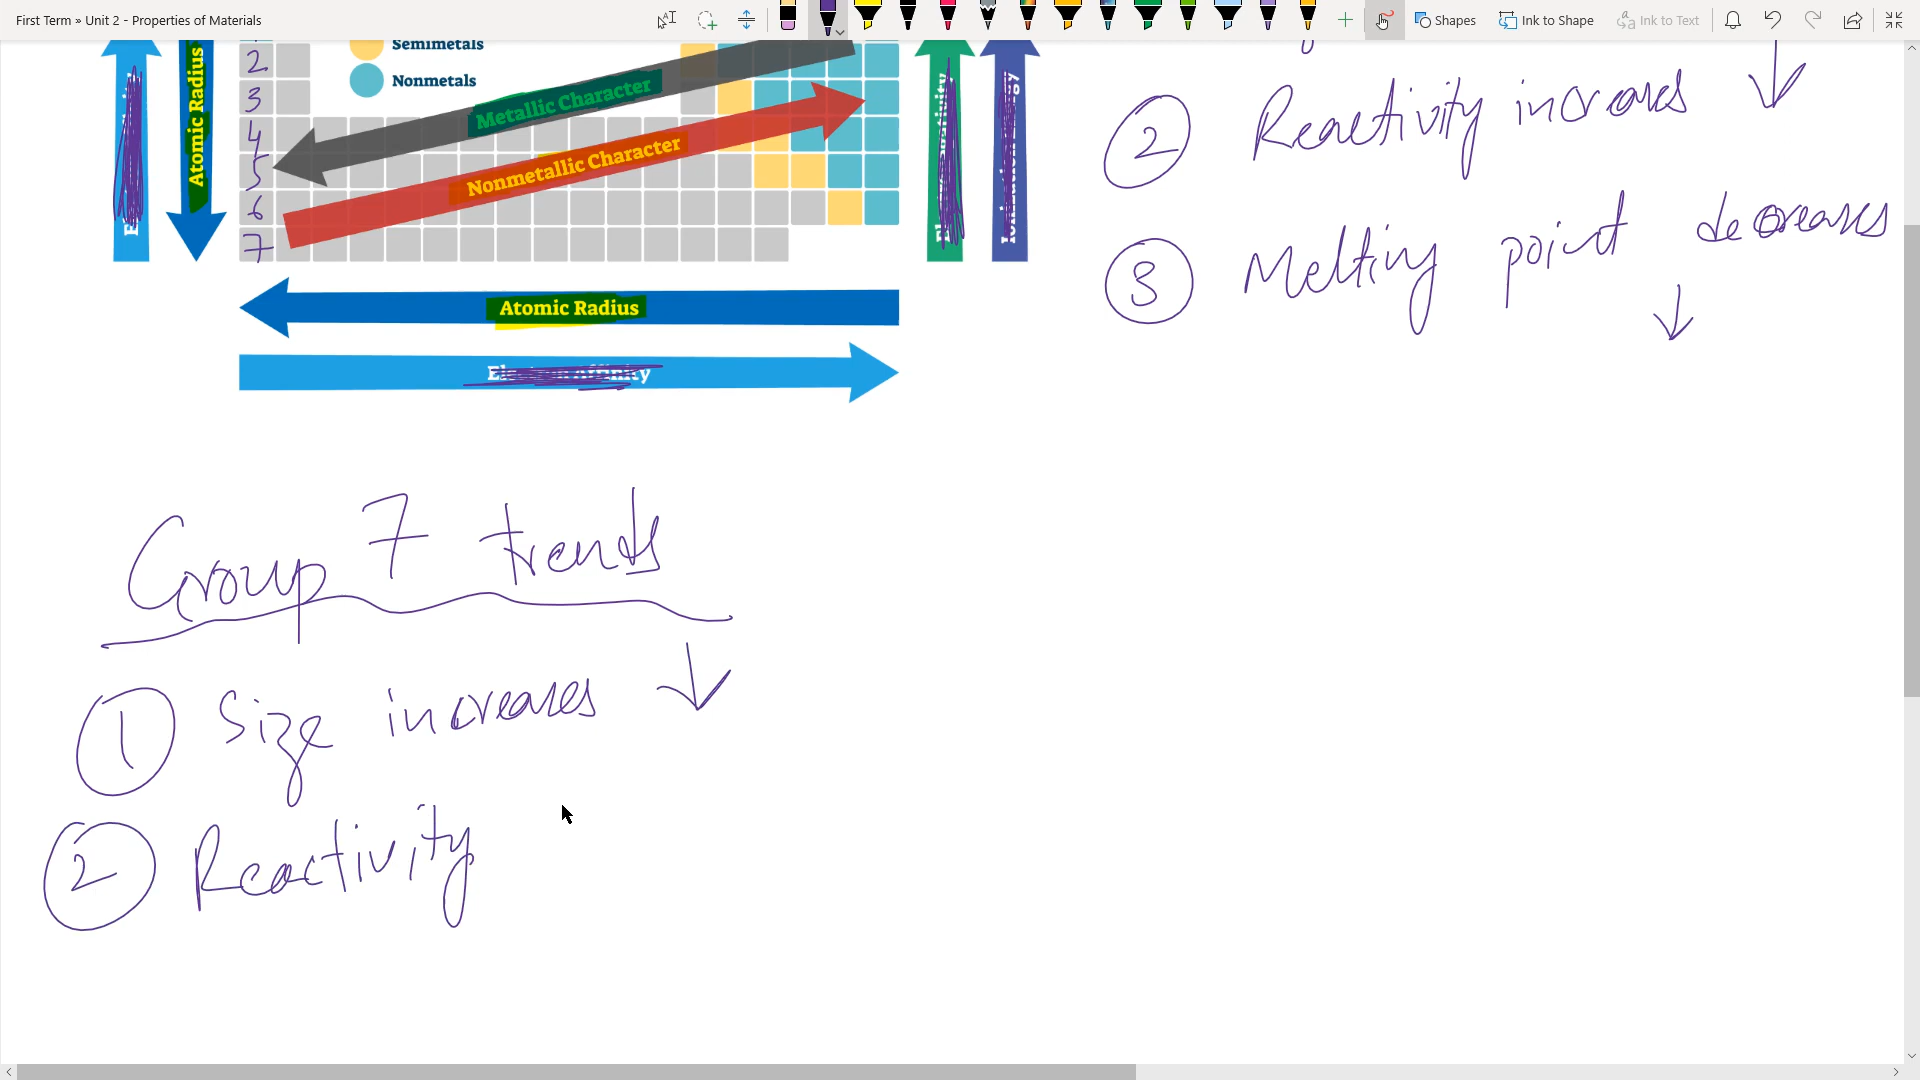 First Term » Unit 2 - Properties of Materials
Shapes
Ink to Shape
Ink to Text
Semimetals
Nonmetals
2
3
4
5
6
7
Atomic Radius
Metallic Character
Nonmetallic Character
Atomic Radius
② Reactivity increases ↓
③ Melting point decreases ↓
Group 7 trends
① Size increases ↓
② Reactivity